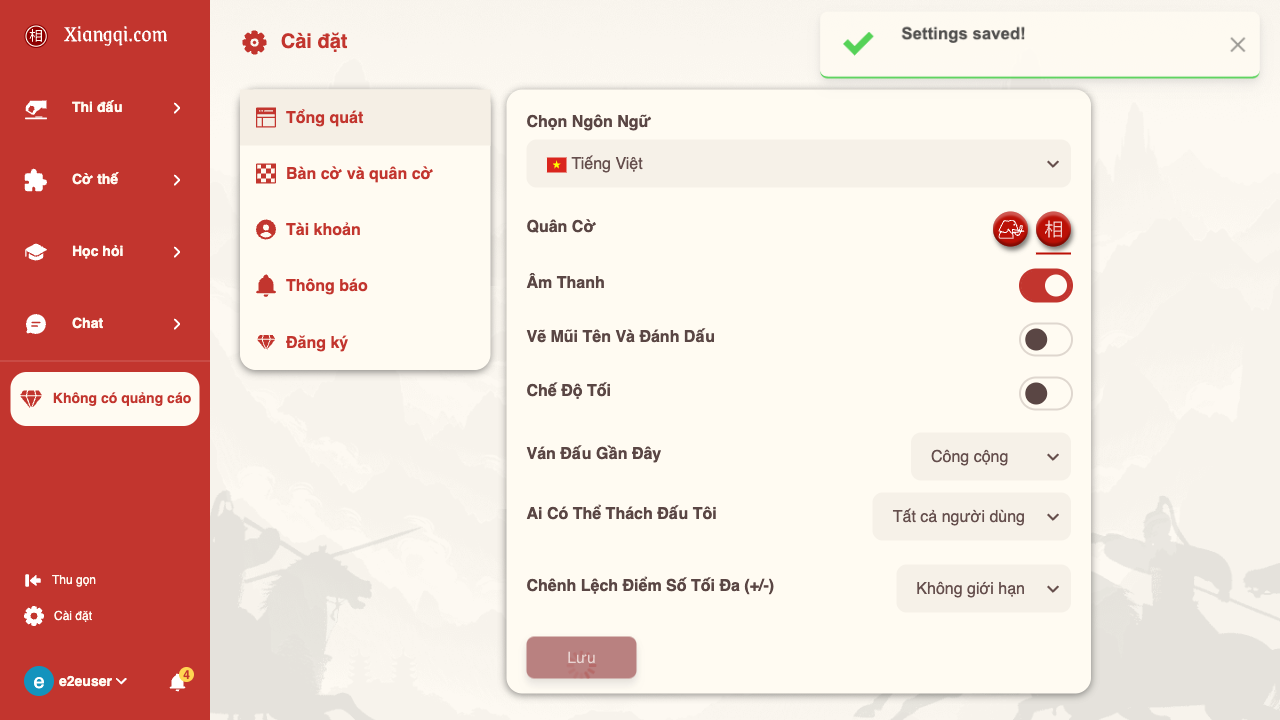 相 Xiangqi.com
Thi đấu
Cờ thế
Học hỏi
Chat
Không có quảng cáo
Thu gọn
Cài đặt
e e2euser
4
Cài đặt
Settings saved!
Tổng quát
Bàn cờ và quân cờ
Tài khoản
Thông báo
Đăng ký
Chọn Ngôn Ngữ
Tiếng Việt
Quân Cờ
相
Âm Thanh
Vẽ Mũi Tên Và Đánh Dấu
Chế Độ Tối
Ván Đấu Gần Đây
Công cộng
Ai Có Thể Thách Đấu Tôi
Tất cả người dùng
Chênh Lệch Điểm Số Tối Đa (+/-)
Không giới hạn
Lưu